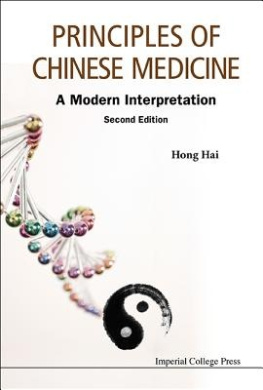 PRINCIPLES OF
CHINESE MEDICINE
A Modern Interpretation
Second Edition
Hong Hai
Imperial College Press